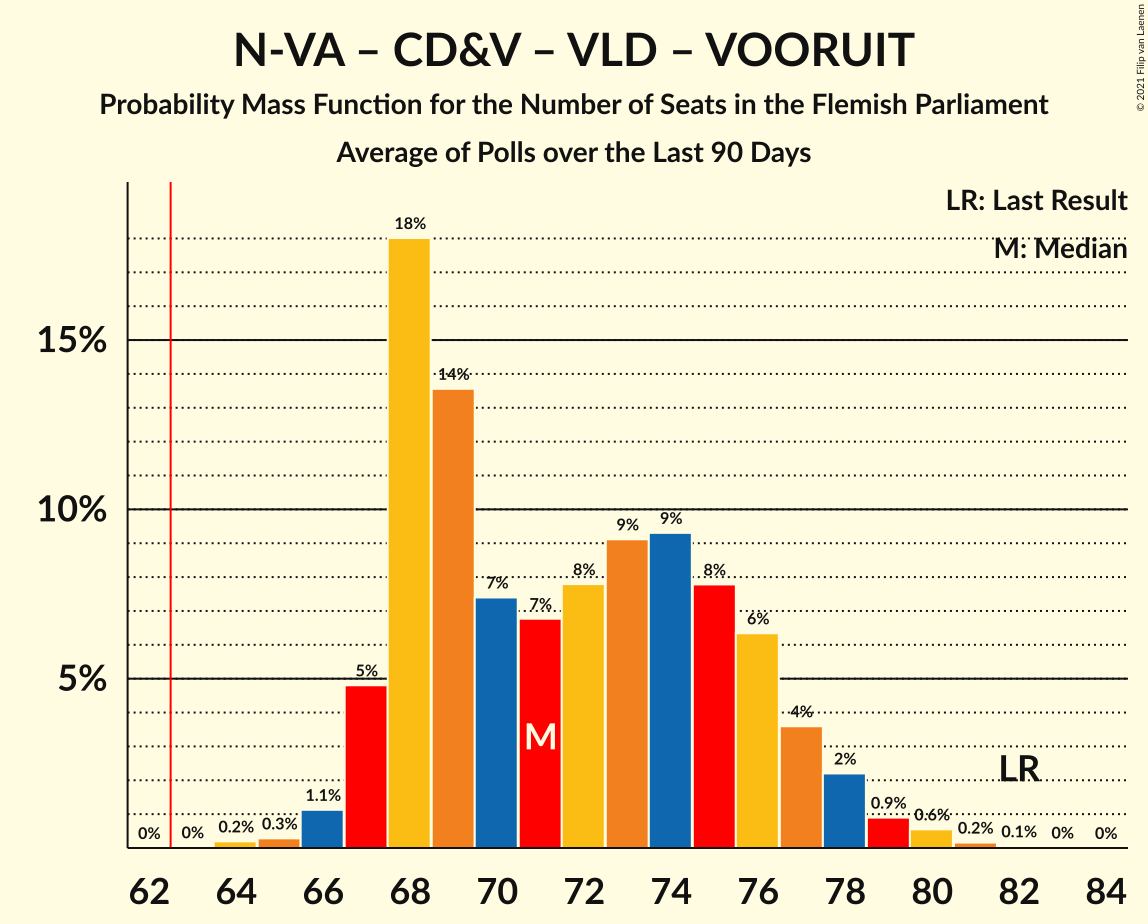 N-VA – CD&V – VLD – VOORUIT
Probability Mass Function for the Number of Seats in the Flemish Parliament
Average of Polls over the Last 90 Days
© 2021 Filip van Laenen
LR: Last Result
M: Median
15%
10%
5%
0%
0%
0.2%
0.3%
1.1%
5%
18%
14%
7%
7%
8%
9%
9%
8%
6%
4%
2%
0.9%
0.6%
0.2%
0.1%
0%
0%
M
LR
62 64 66 68 70 72 74 76 78 80 82 84